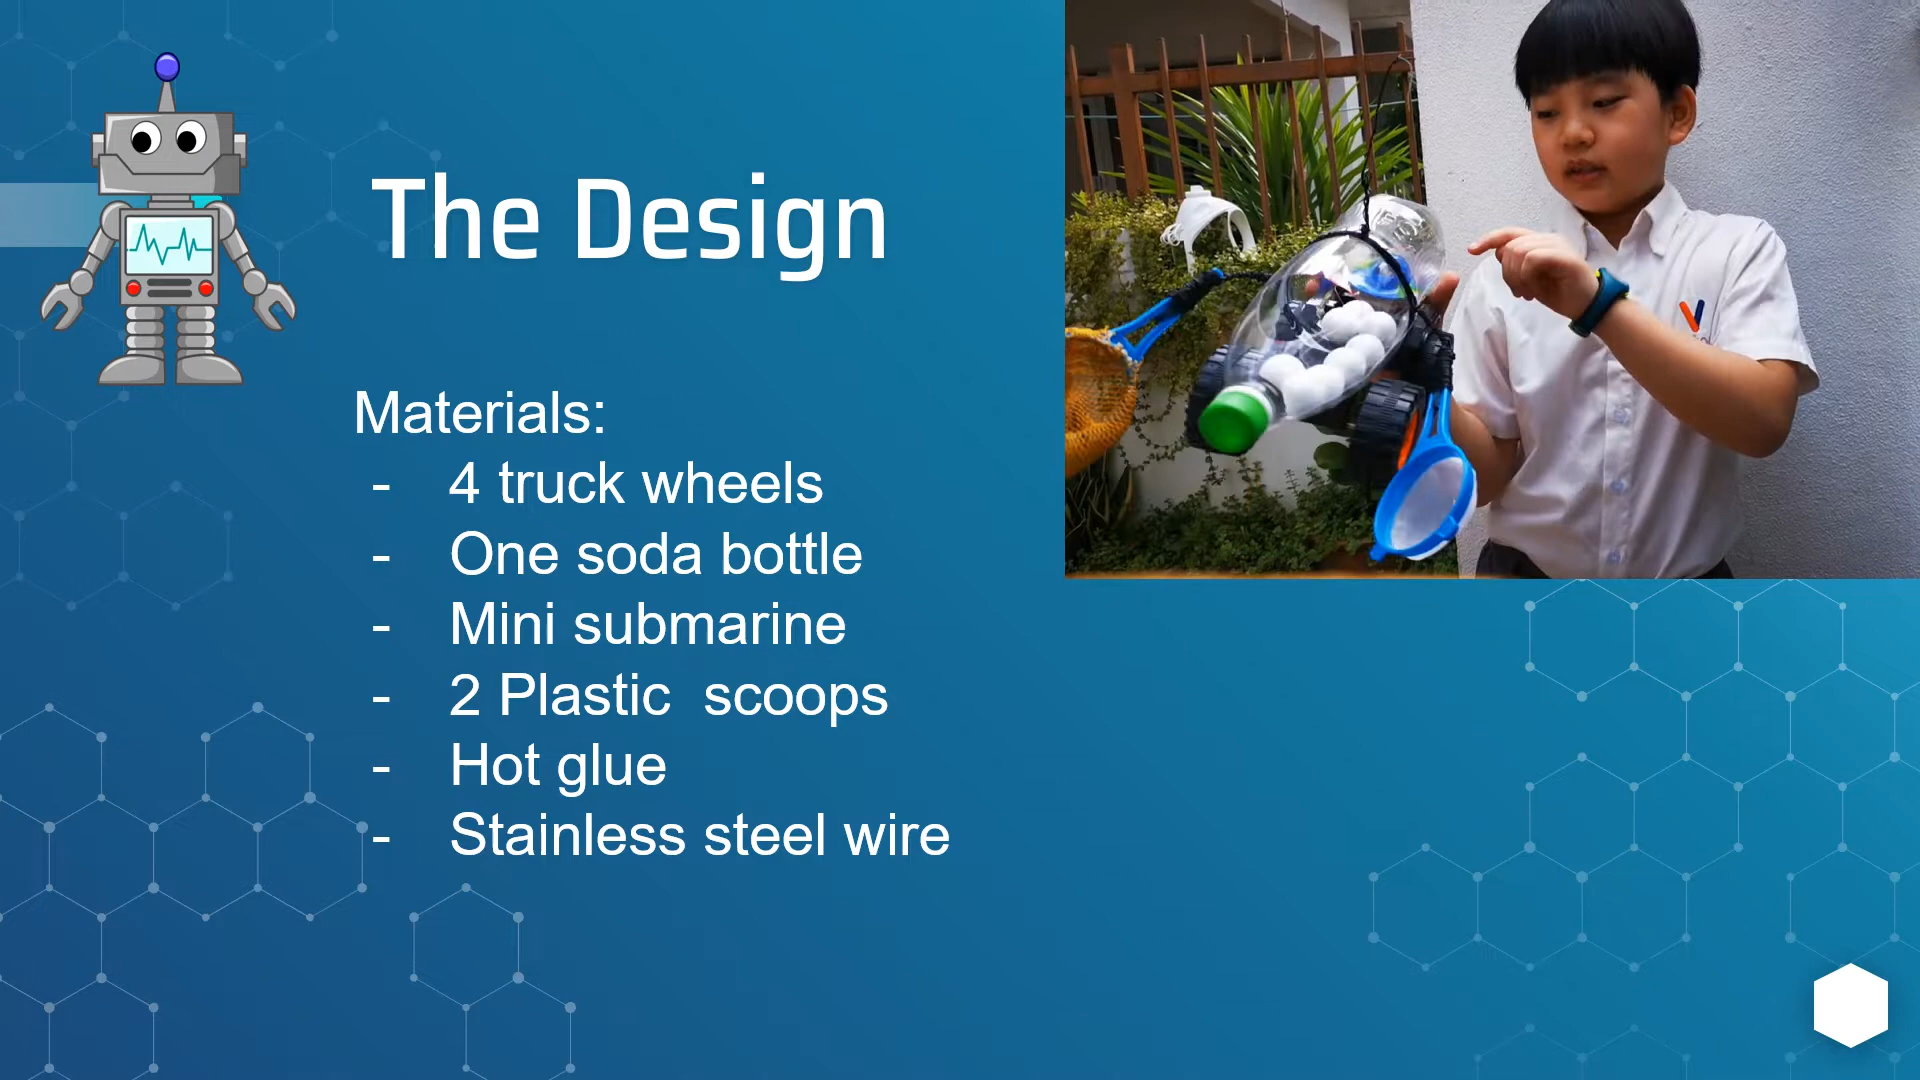 The Design
Materials:
- 4 truck wheels
- One soda bottle
- Mini submarine
- 2 Plastic  scoops
- Hot glue
- Stainless steel wire